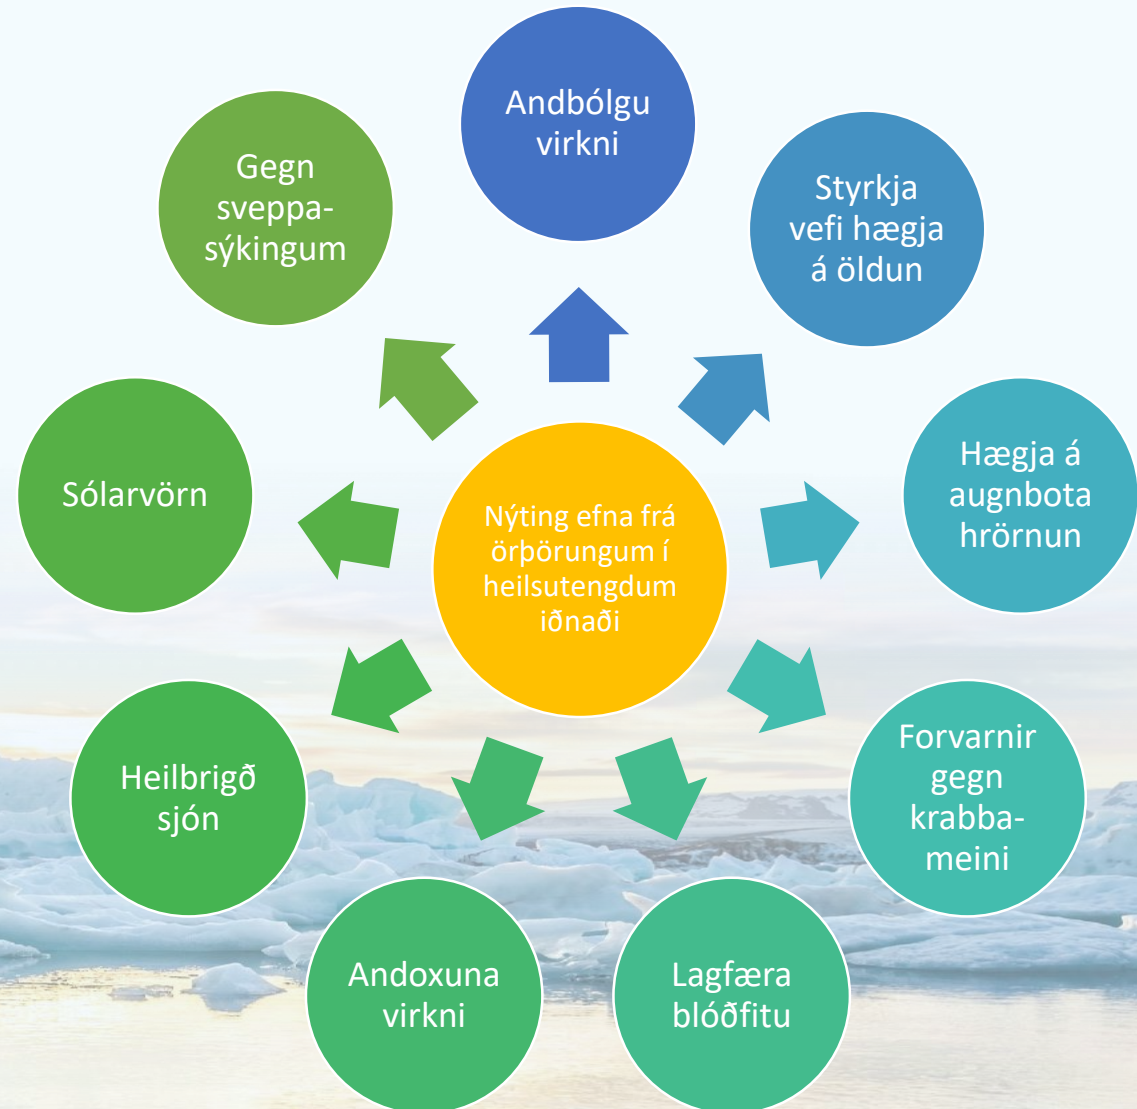 Andbólgu
virkni
Styrkja
vefi hægja
á öldun
Hægja á
augnbota
hrörnun
Forvarnir
gegn
krabba-
meini
Lagfæra
blóðfitu
Andoxuna
virkni
Heilbrigð
sjón
Sólarvörn
Gegn
sveppa-
sýkingum
Nýting efna frá
örþörungum í
heilsutengdum
iðnaði